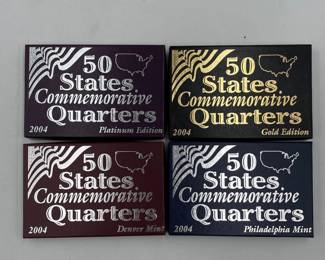 50
States
Commemorative
Quarters
2004 Platinum Edition
50
States
Commemorative
Quarters
2004 Gold Edition
50
States
Commemorative
Quarters
2004 Denver Mint
50
States
Commemorative
Quarters
2004 Philadelphia Mint